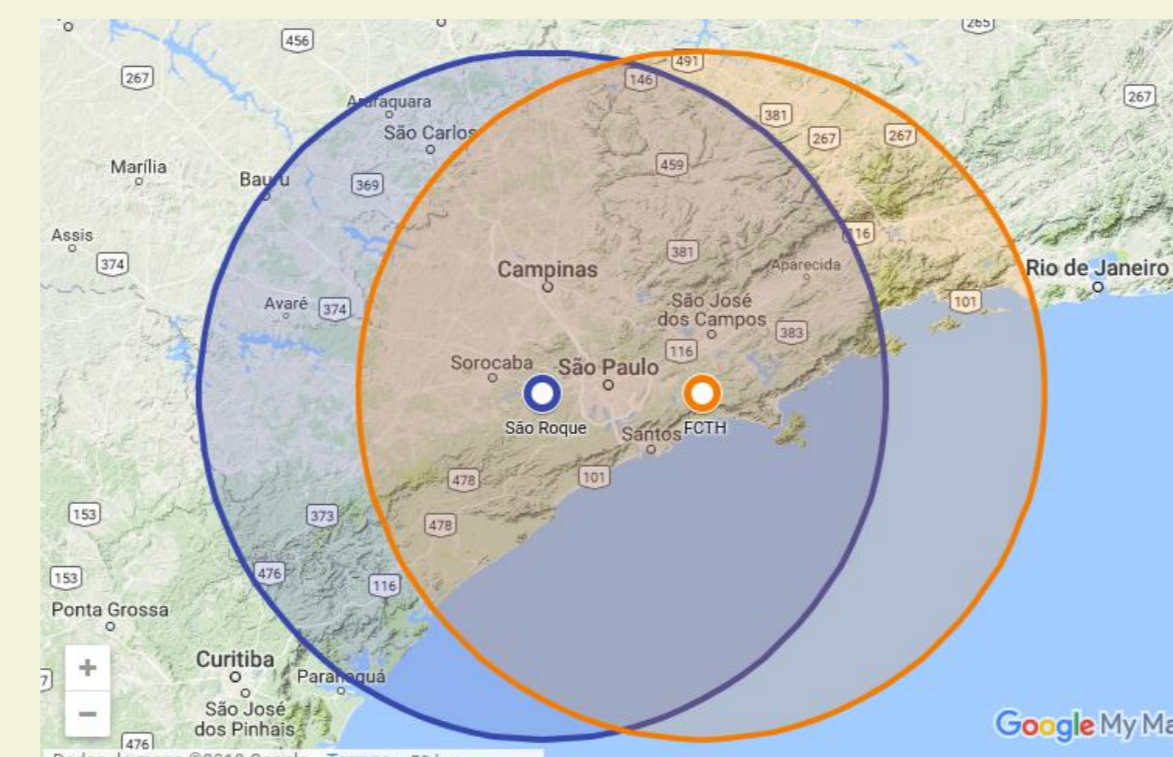 265
456
491
146
267
267
Araraquara
381
São Carlos
267
267
459
Marília
Bauru
369
116
Assis
374
381
Campinas
Aparecida
Rio de Janeiro
Avaré
374
São José
dos Campos
101
383
116
Sorocaba
São Paulo
São Roque
Santos
FCTH
478
101
153
373
478
476
116
153
Ponta Grossa
Curitiba
Paranaguá
São José
dos Pinhais
+
−
476
Google My Ma